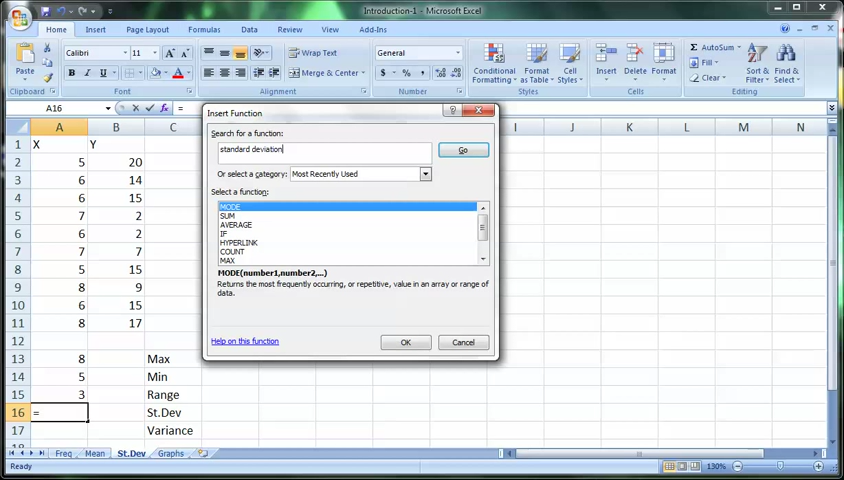 Introduction-1 - Microsoft Excel
Home Insert Page Layout Formulas Data Review View Add-Ins
Calibri 11 A A Wrap Text General Σ AutoSum
Paste Fill
B I U A Merge & Center $ % , Conditional Formatting Format as Table Cell Styles Insert Delete Format Clear Sort & Filter Find & Select
Clipboard Font Alignment Number Styles Cells Editing
A16 fx =
A B C I J K L M N
Insert Function
Search for a function:
standard deviation
Go
Or select a category: Most Recently Used
Select a function:
MODE
SUM
AVERAGE
IF
HYPERLINK
COUNT
MAX
MODE(number1,number2,...)
Returns the most frequently occurring, or repetitive, value in an array or range of
data.
Help on this function OK Cancel
1 X Y
2 5 20
3 6 14
4 6 15
5 7 2
6 6 2
7 7 7
8 5 15
9 8 9
10 6 15
11 8 17
12
13 8 Max
14 5 Min
15 3 Range
16 = St.Dev
17 Variance
Freq Mean St.Dev Graphs
Ready 130%